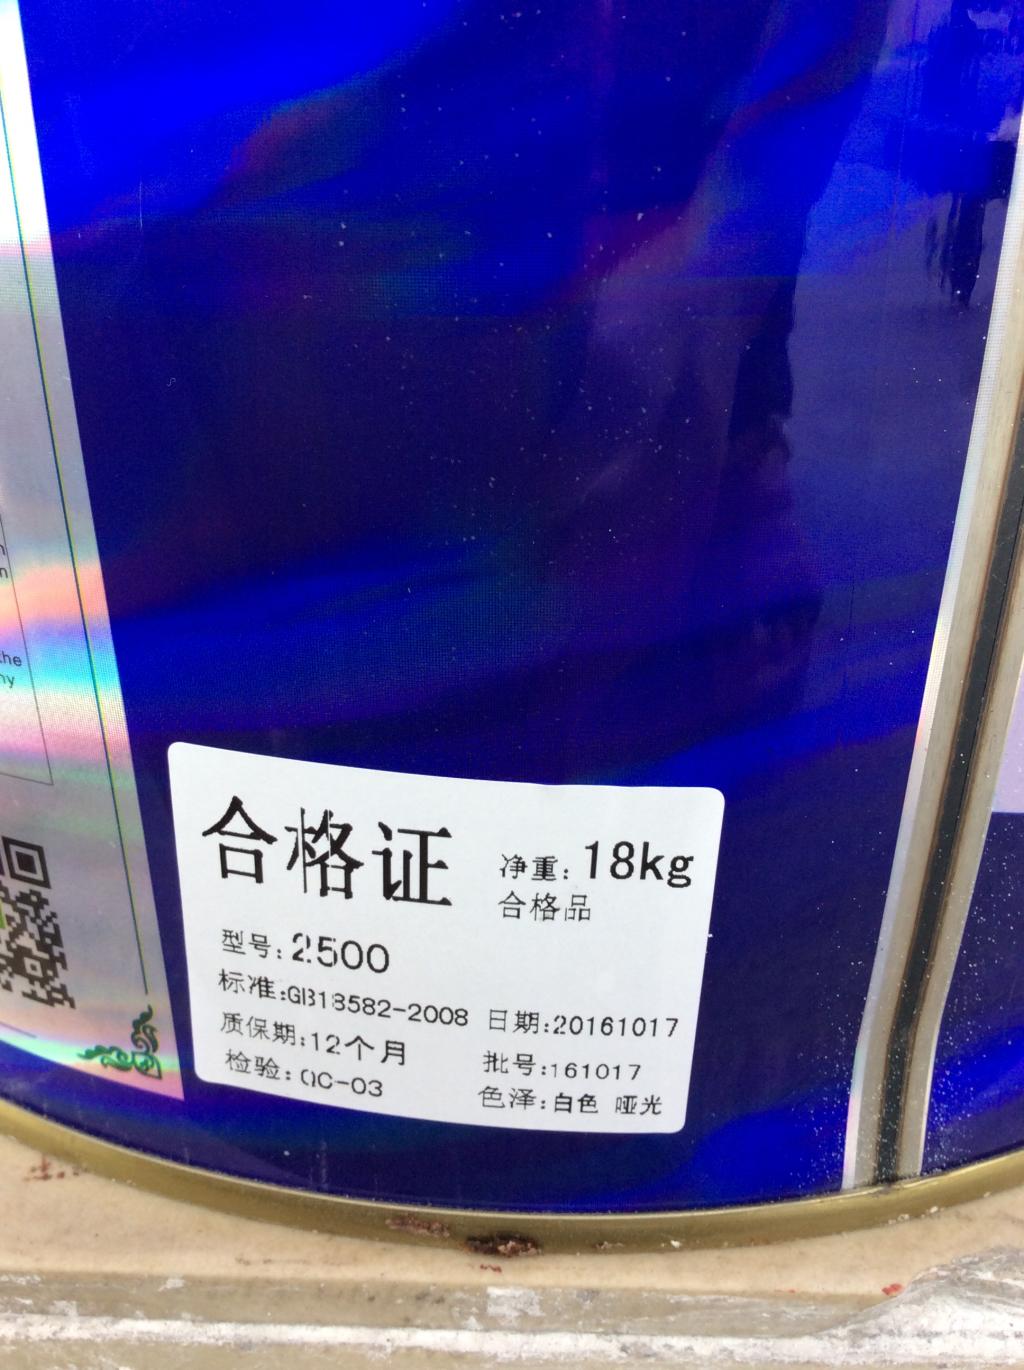 the
合格证
净重：18kg
合格品
型号：2500
标准：GB18582-2008
日期：20161017
质保期：12个月
批号：161017
检验：QC-03
色泽：白色 哑光